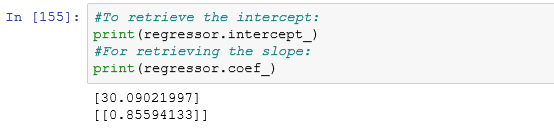 In [155]: #To retrieve the intercept:
print(regressor.intercept_)
#For retrieving the slope:
print(regressor.coef_)
[30.09021997]
[[0.85594133]]